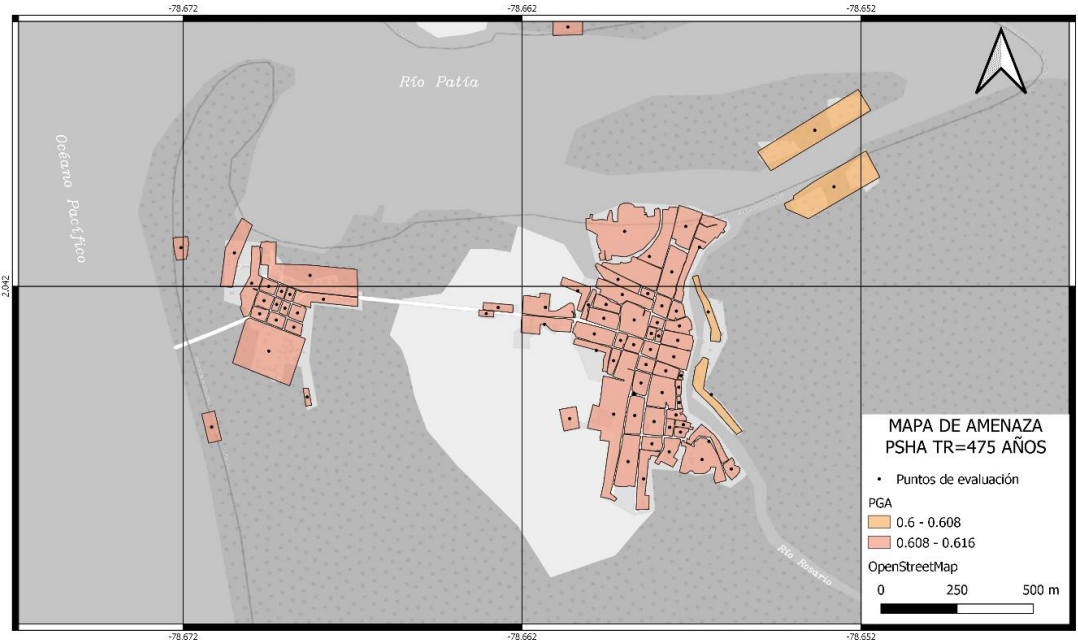 -78.672
-78.662
-78.652
Río Patía
Océano Pacífico
2.042
MAPA DE AMENAZA
PSHA TR=475 AÑOS
Puntos de evaluación
PGA
0.6 - 0.608
0.608 - 0.616
OpenStreetMap
0
250
500 m
Río Rosario
-78.672
-78.662
-78.652